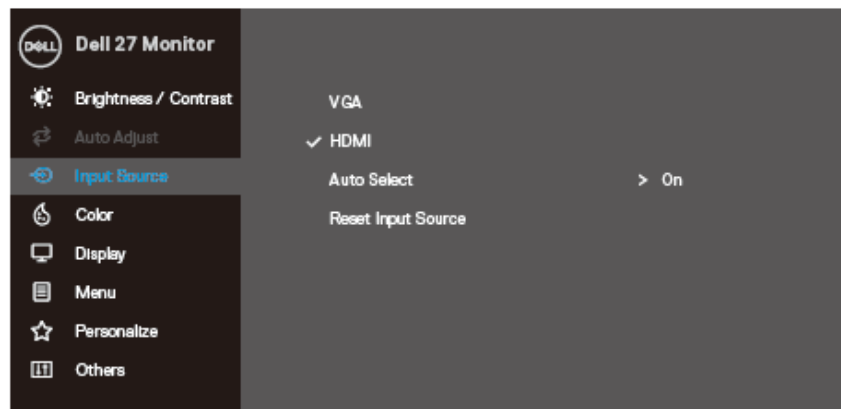 DELL Dell 27 Monitor
Brightness / Contrast
VGA
Auto Adjust
HDMI
Input Source
Auto Select > On
Color
Reset Input Source
Display
Menu
Personalize
Others